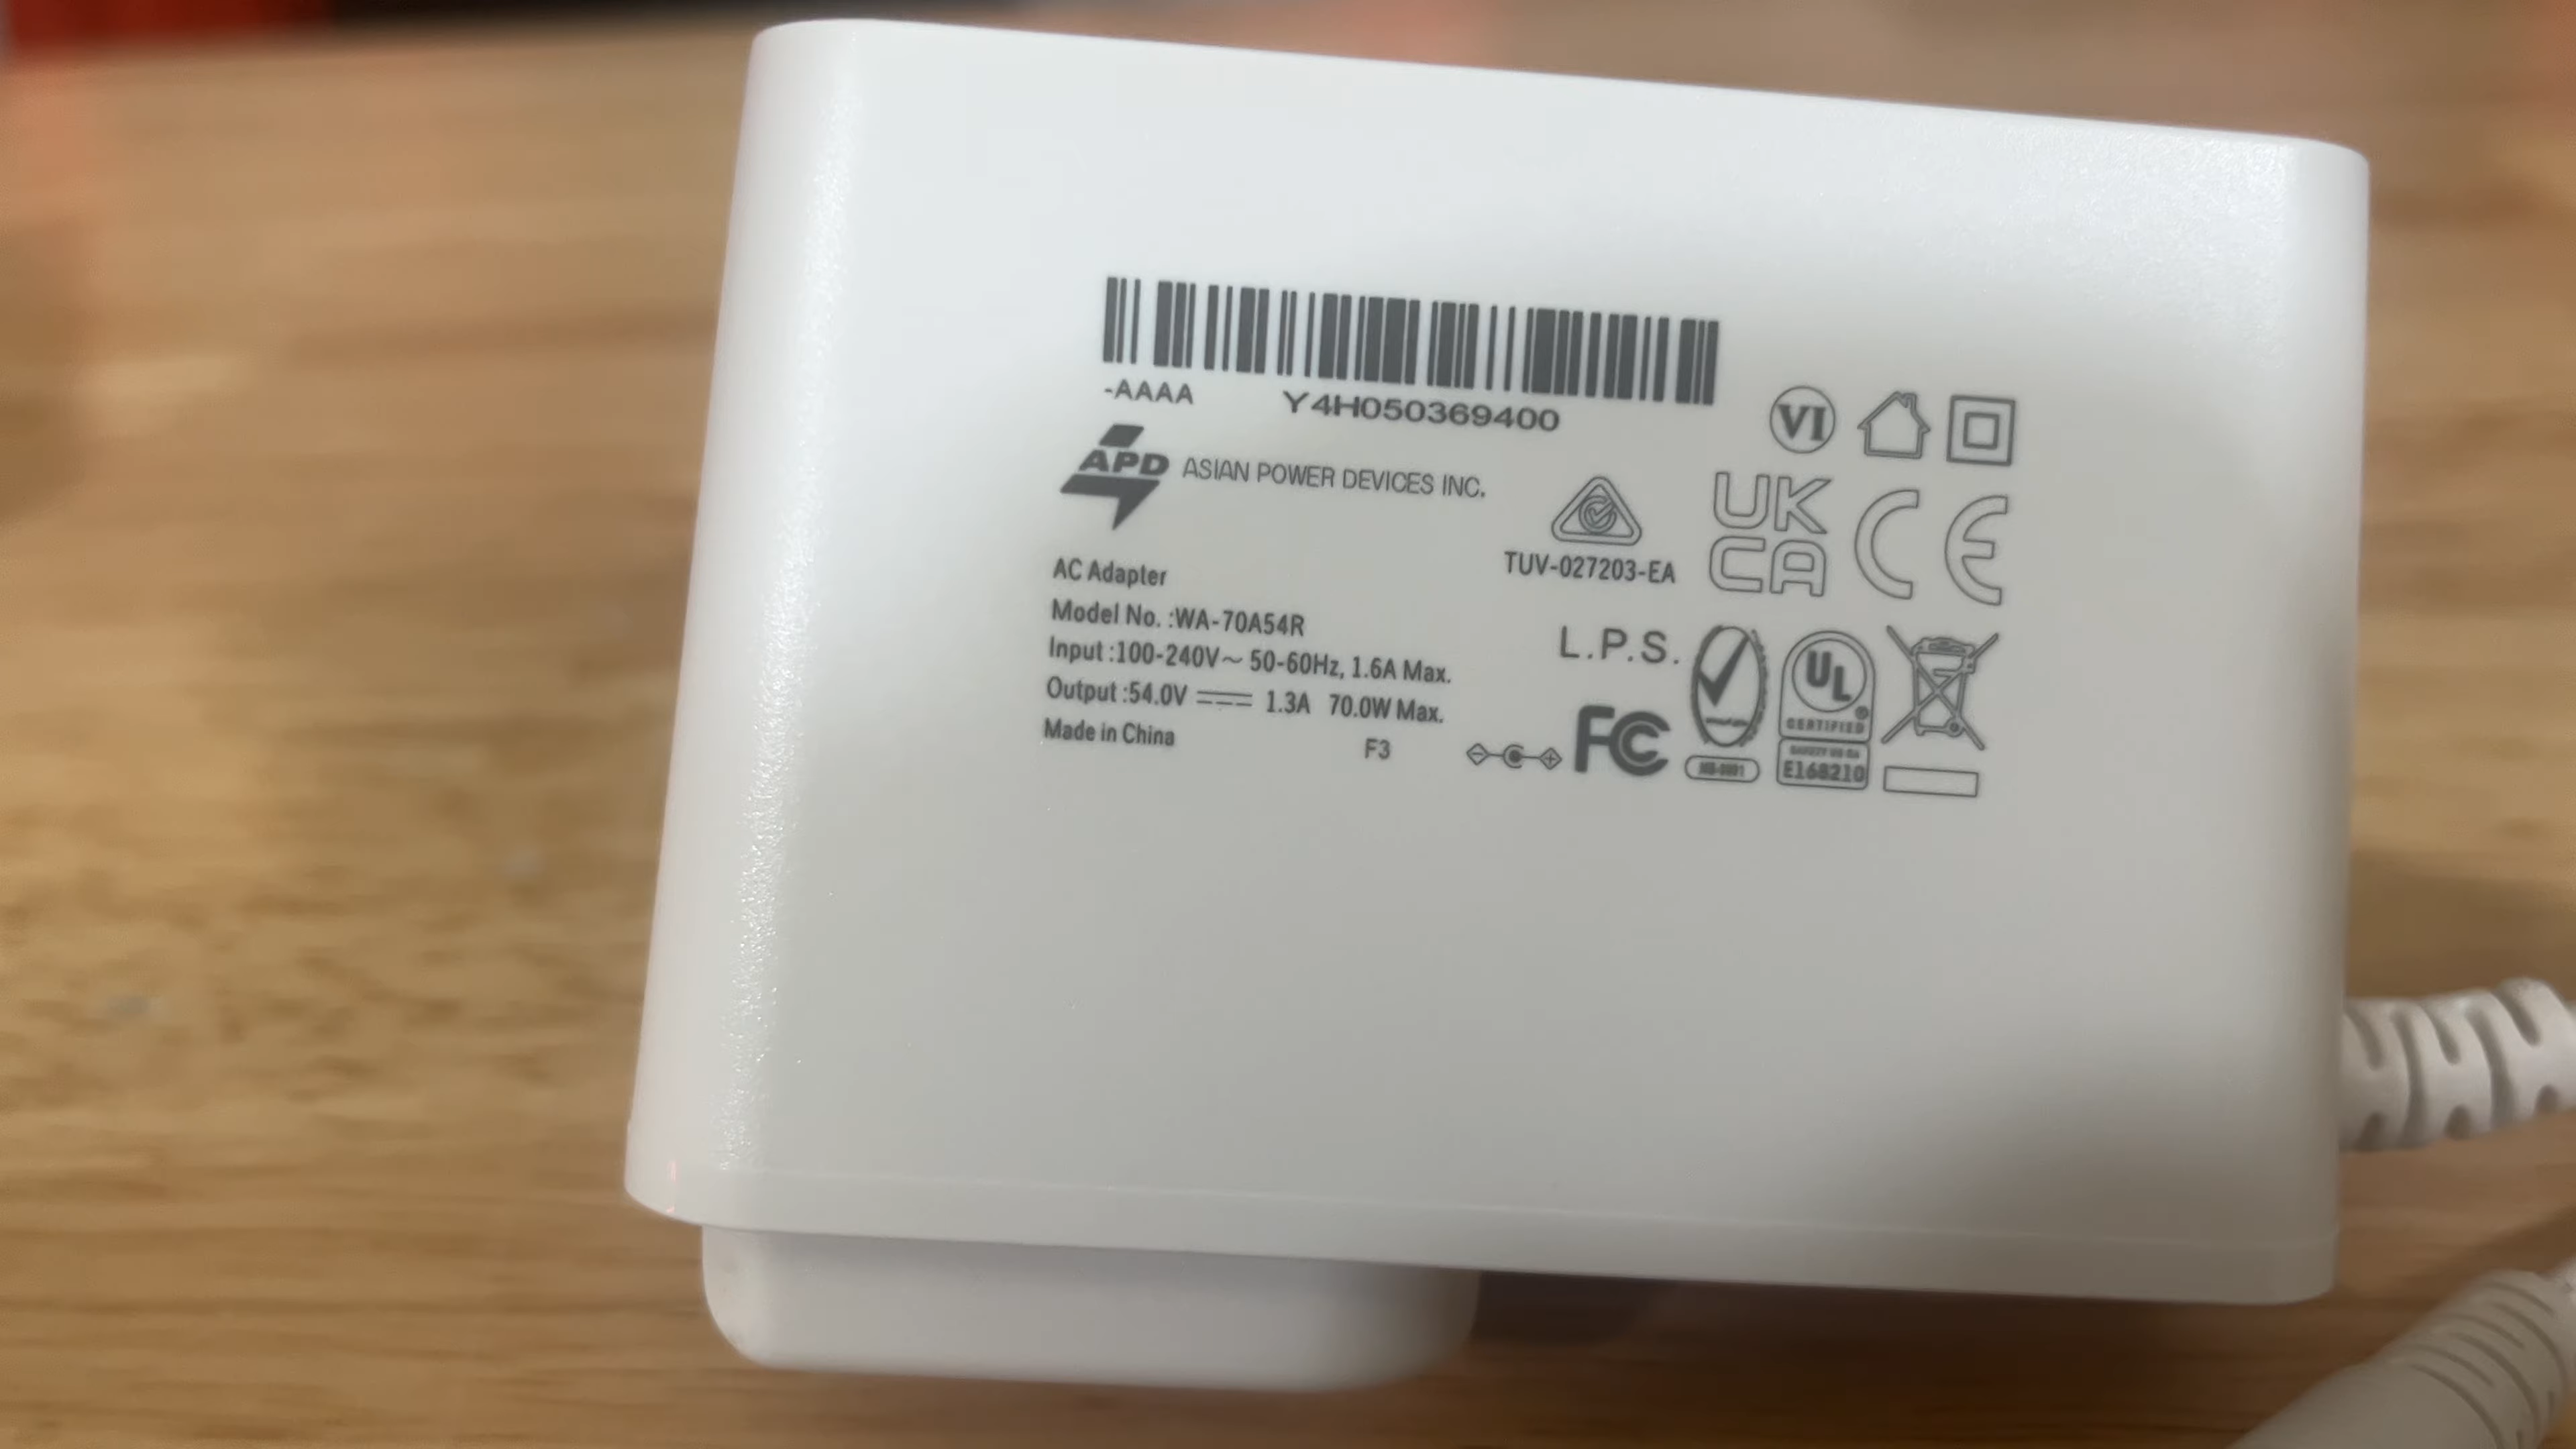 -AAAA Y4H050369400
APD ASIAN POWER DEVICES INC.
VI
UK
CA
CE
TUV-027203-EA
AC Adapter
Model No. :WA-70A54R
Input :100-240V~ 50-60Hz, 1.6A Max.
Output :54.0V ⎓ 1.3A 70.0W Max.
Made in China
F3
L.P.S.
FC
UL
CERTIFIED
E168210